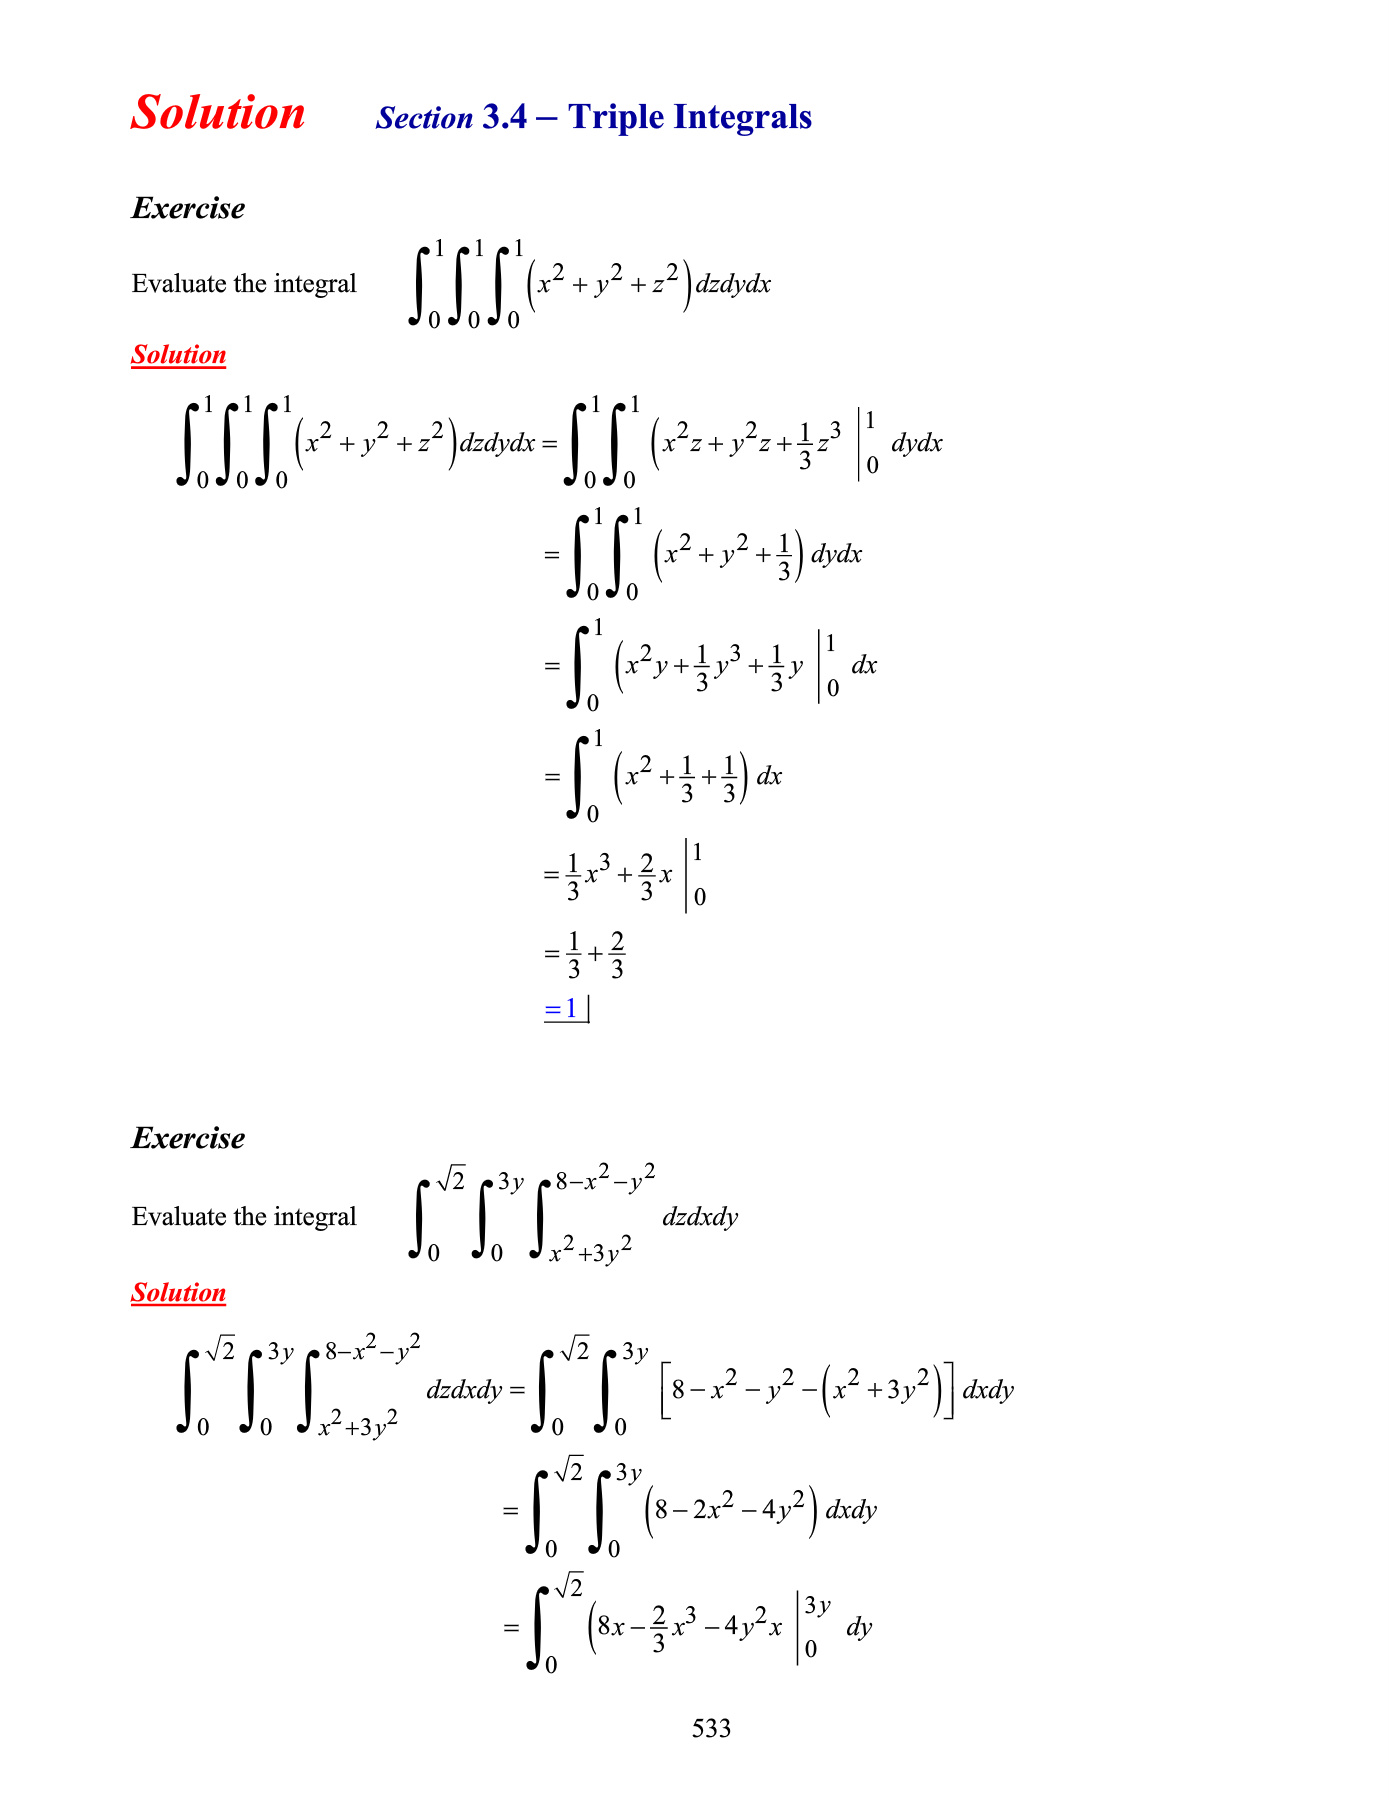 Solution Section 3.4 – Triple Integrals
Exercise
Evaluate the integral $\int_0^1 \int_0^1 \int_0^1 \left(x^2 + y^2 + z^2\right) dzdydx$
Solution
$\int_0^1 \int_0^1 \int_0^1 \left(x^2 + y^2 + z^2\right) dzdydx = \int_0^1 \int_0^1 \left(x^2 z + y^2 z + \frac{1}{3} z^3 \right|_0^1 dydx$
$= \int_0^1 \int_0^1 \left(x^2 + y^2 + \frac{1}{3}\right) dydx$
$= \int_0^1 \left(x^2 y + \frac{1}{3} y^3 + \frac{1}{3} y \right|_0^1 dx$
$= \int_0^1 \left(x^2 + \frac{1}{3} + \frac{1}{3}\right) dx$
$= \frac{1}{3} x^3 + \frac{2}{3} x \Big|_0^1$
$= \frac{1}{3} + \frac{2}{3}$
$= 1 |$
Exercise
Evaluate the integral $\int_0^{\sqrt{2}} \int_0^{3y} \int_{x^2+3y^2}^{8-x^2-y^2} dzdxdy$
Solution
$\int_0^{\sqrt{2}} \int_0^{3y} \int_{x^2+3y^2}^{8-x^2-y^2} dzdxdy = \int_0^{\sqrt{2}} \int_0^{3y} \left[8 - x^2 - y^2 - \left(x^2 + 3y^2\right)\right] dxdy$
$= \int_0^{\sqrt{2}} \int_0^{3y} \left(8 - 2x^2 - 4y^2\right) dxdy$
$= \int_0^{\sqrt{2}} \left(8x - \frac{2}{3} x^3 - 4y^2 x \right|_0^{3y} dy$
533